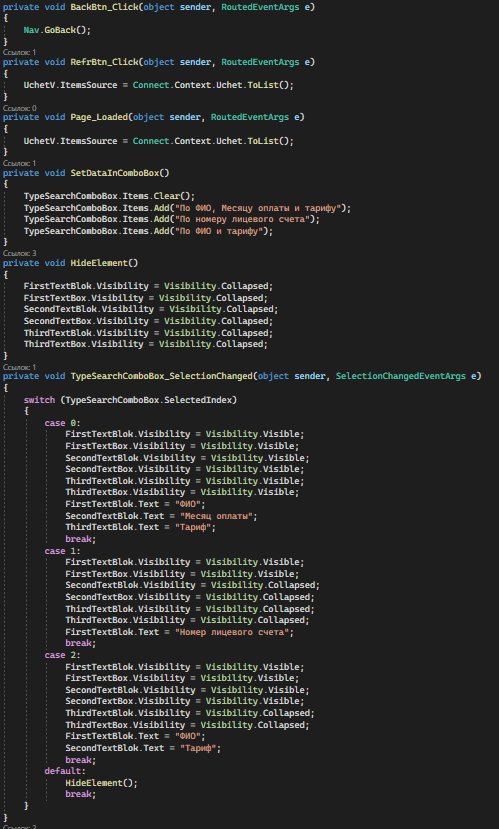 private void BackBtn_Click(object sender, RoutedEventArgs e)
{
Nav.GoBack();
}
Ссылок: 1
private void RefrBtn_Click(object sender, RoutedEventArgs e)
{
UchetV.ItemsSource = Connect.Context.Uchet.ToList();
}
Ссылок: 0
private void Page_Loaded(object sender, RoutedEventArgs e)
{
UchetV.ItemsSource = Connect.Context.Uchet.ToList();
}
Ссылок: 1
private void SetDataInComboBox()
{
TypeSearchComboBox.Items.Clear();
TypeSearchComboBox.Items.Add("По ФИО, Месяцу оплаты и тарифу");
TypeSearchComboBox.Items.Add("По номеру лицевого счета");
TypeSearchComboBox.Items.Add("По ФИО и тарифу");
}
Ссылок: 3
private void HideElement()
{
FirstTextBlok.Visibility = Visibility.Collapsed;
FirstTextBox.Visibility = Visibility.Collapsed;
SecondTextBlok.Visibility = Visibility.Collapsed;
SecondTextBox.Visibility = Visibility.Collapsed;
ThirdTextBlok.Visibility = Visibility.Collapsed;
ThirdTextBox.Visibility = Visibility.Collapsed;
}
Ссылок: 1
private void TypeSearchComboBox_SelectionChanged(object sender, SelectionChangedEventArgs e)
{
switch (TypeSearchComboBox.SelectedIndex)
{
case 0:
FirstTextBlok.Visibility = Visibility.Visible;
FirstTextBox.Visibility = Visibility.Visible;
SecondTextBlok.Visibility = Visibility.Visible;
SecondTextBox.Visibility = Visibility.Visible;
ThirdTextBlok.Visibility = Visibility.Visible;
ThirdTextBox.Visibility = Visibility.Visible;
FirstTextBlok.Text = "ФИО";
SecondTextBlok.Text = "Месяц оплаты";
ThirdTextBlok.Text = "Тариф";
break;
case 1:
FirstTextBlok.Visibility = Visibility.Visible;
FirstTextBox.Visibility = Visibility.Visible;
SecondTextBlok.Visibility = Visibility.Collapsed;
SecondTextBox.Visibility = Visibility.Collapsed;
ThirdTextBlok.Visibility = Visibility.Collapsed;
ThirdTextBox.Visibility = Visibility.Collapsed;
FirstTextBlok.Text = "Номер лицевого счета";
break;
case 2:
FirstTextBlok.Visibility = Visibility.Visible;
FirstTextBox.Visibility = Visibility.Visible;
SecondTextBlok.Visibility = Visibility.Visible;
SecondTextBox.Visibility = Visibility.Visible;
ThirdTextBlok.Visibility = Visibility.Collapsed;
ThirdTextBox.Visibility = Visibility.Collapsed;
FirstTextBlok.Text = "ФИО";
SecondTextBlok.Text = "Тариф";
break;
default:
HideElement();
break;
}
}